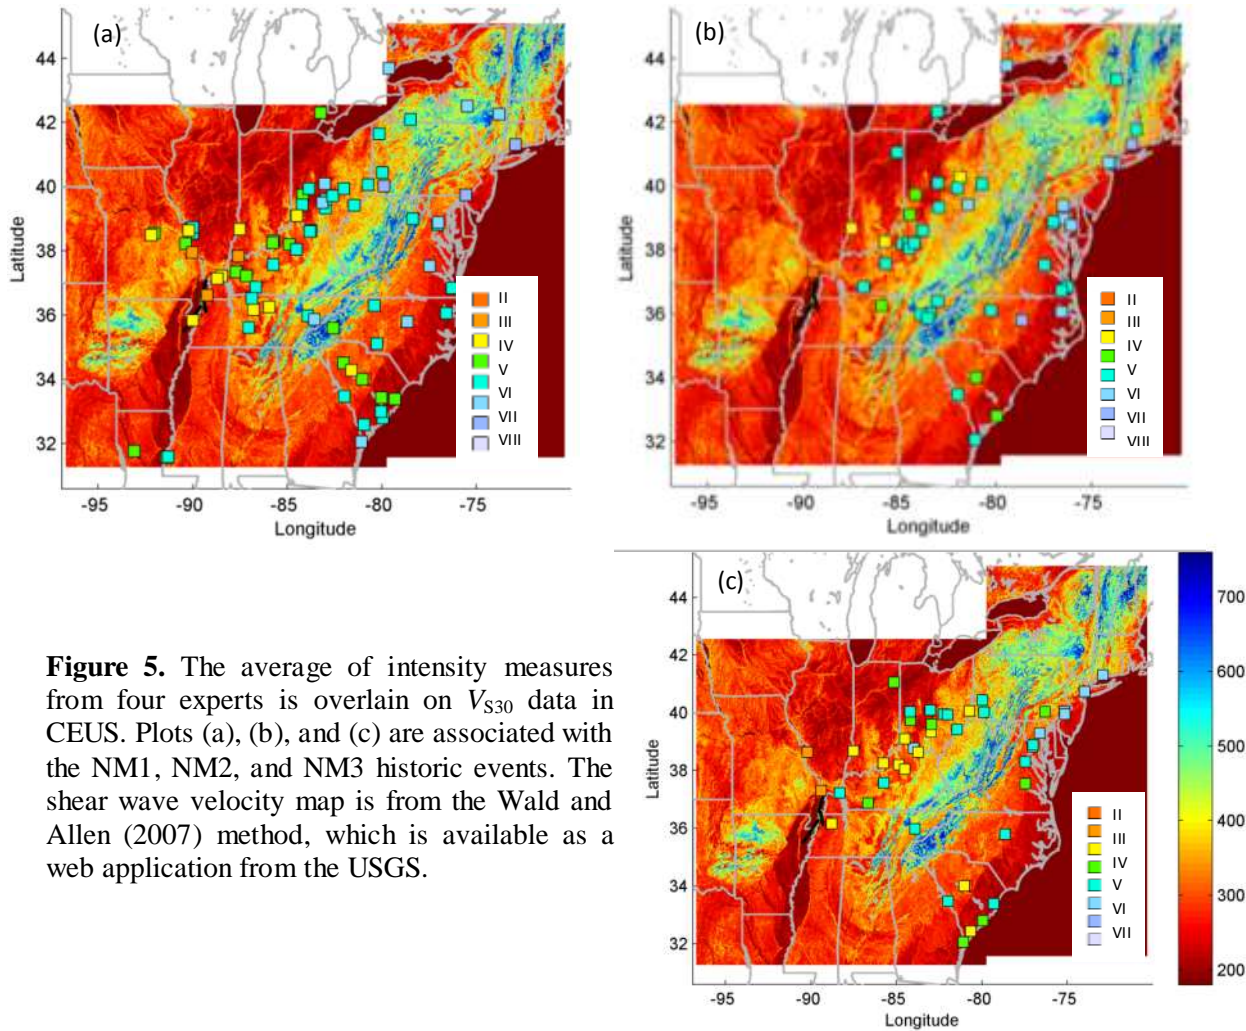 (a)
44
42
40
38
36
34
32
Latitude
-95
-90
-85
-80
-75
Longitude
II
III
IV
V
VI
VII
VIII
(b)
44
42
40
38
36
34
32
Latitude
-95
-90
-85
-80
-75
Longitude
II
III
IV
V
VI
VII
VIII
(c)
44
42
40
38
36
34
32
Latitude
-95
-90
-85
-80
-75
Longitude
II
III
IV
V
VI
VII
700
600
500
400
300
200
Figure 5. The average of intensity measures
from four experts is overlain on VS30 data in
CEUS. Plots (a), (b), and (c) are associated with
the NM1, NM2, and NM3 historic events. The
shear wave velocity map is from the Wald and
Allen (2007) method, which is available as a
web application from the USGS.